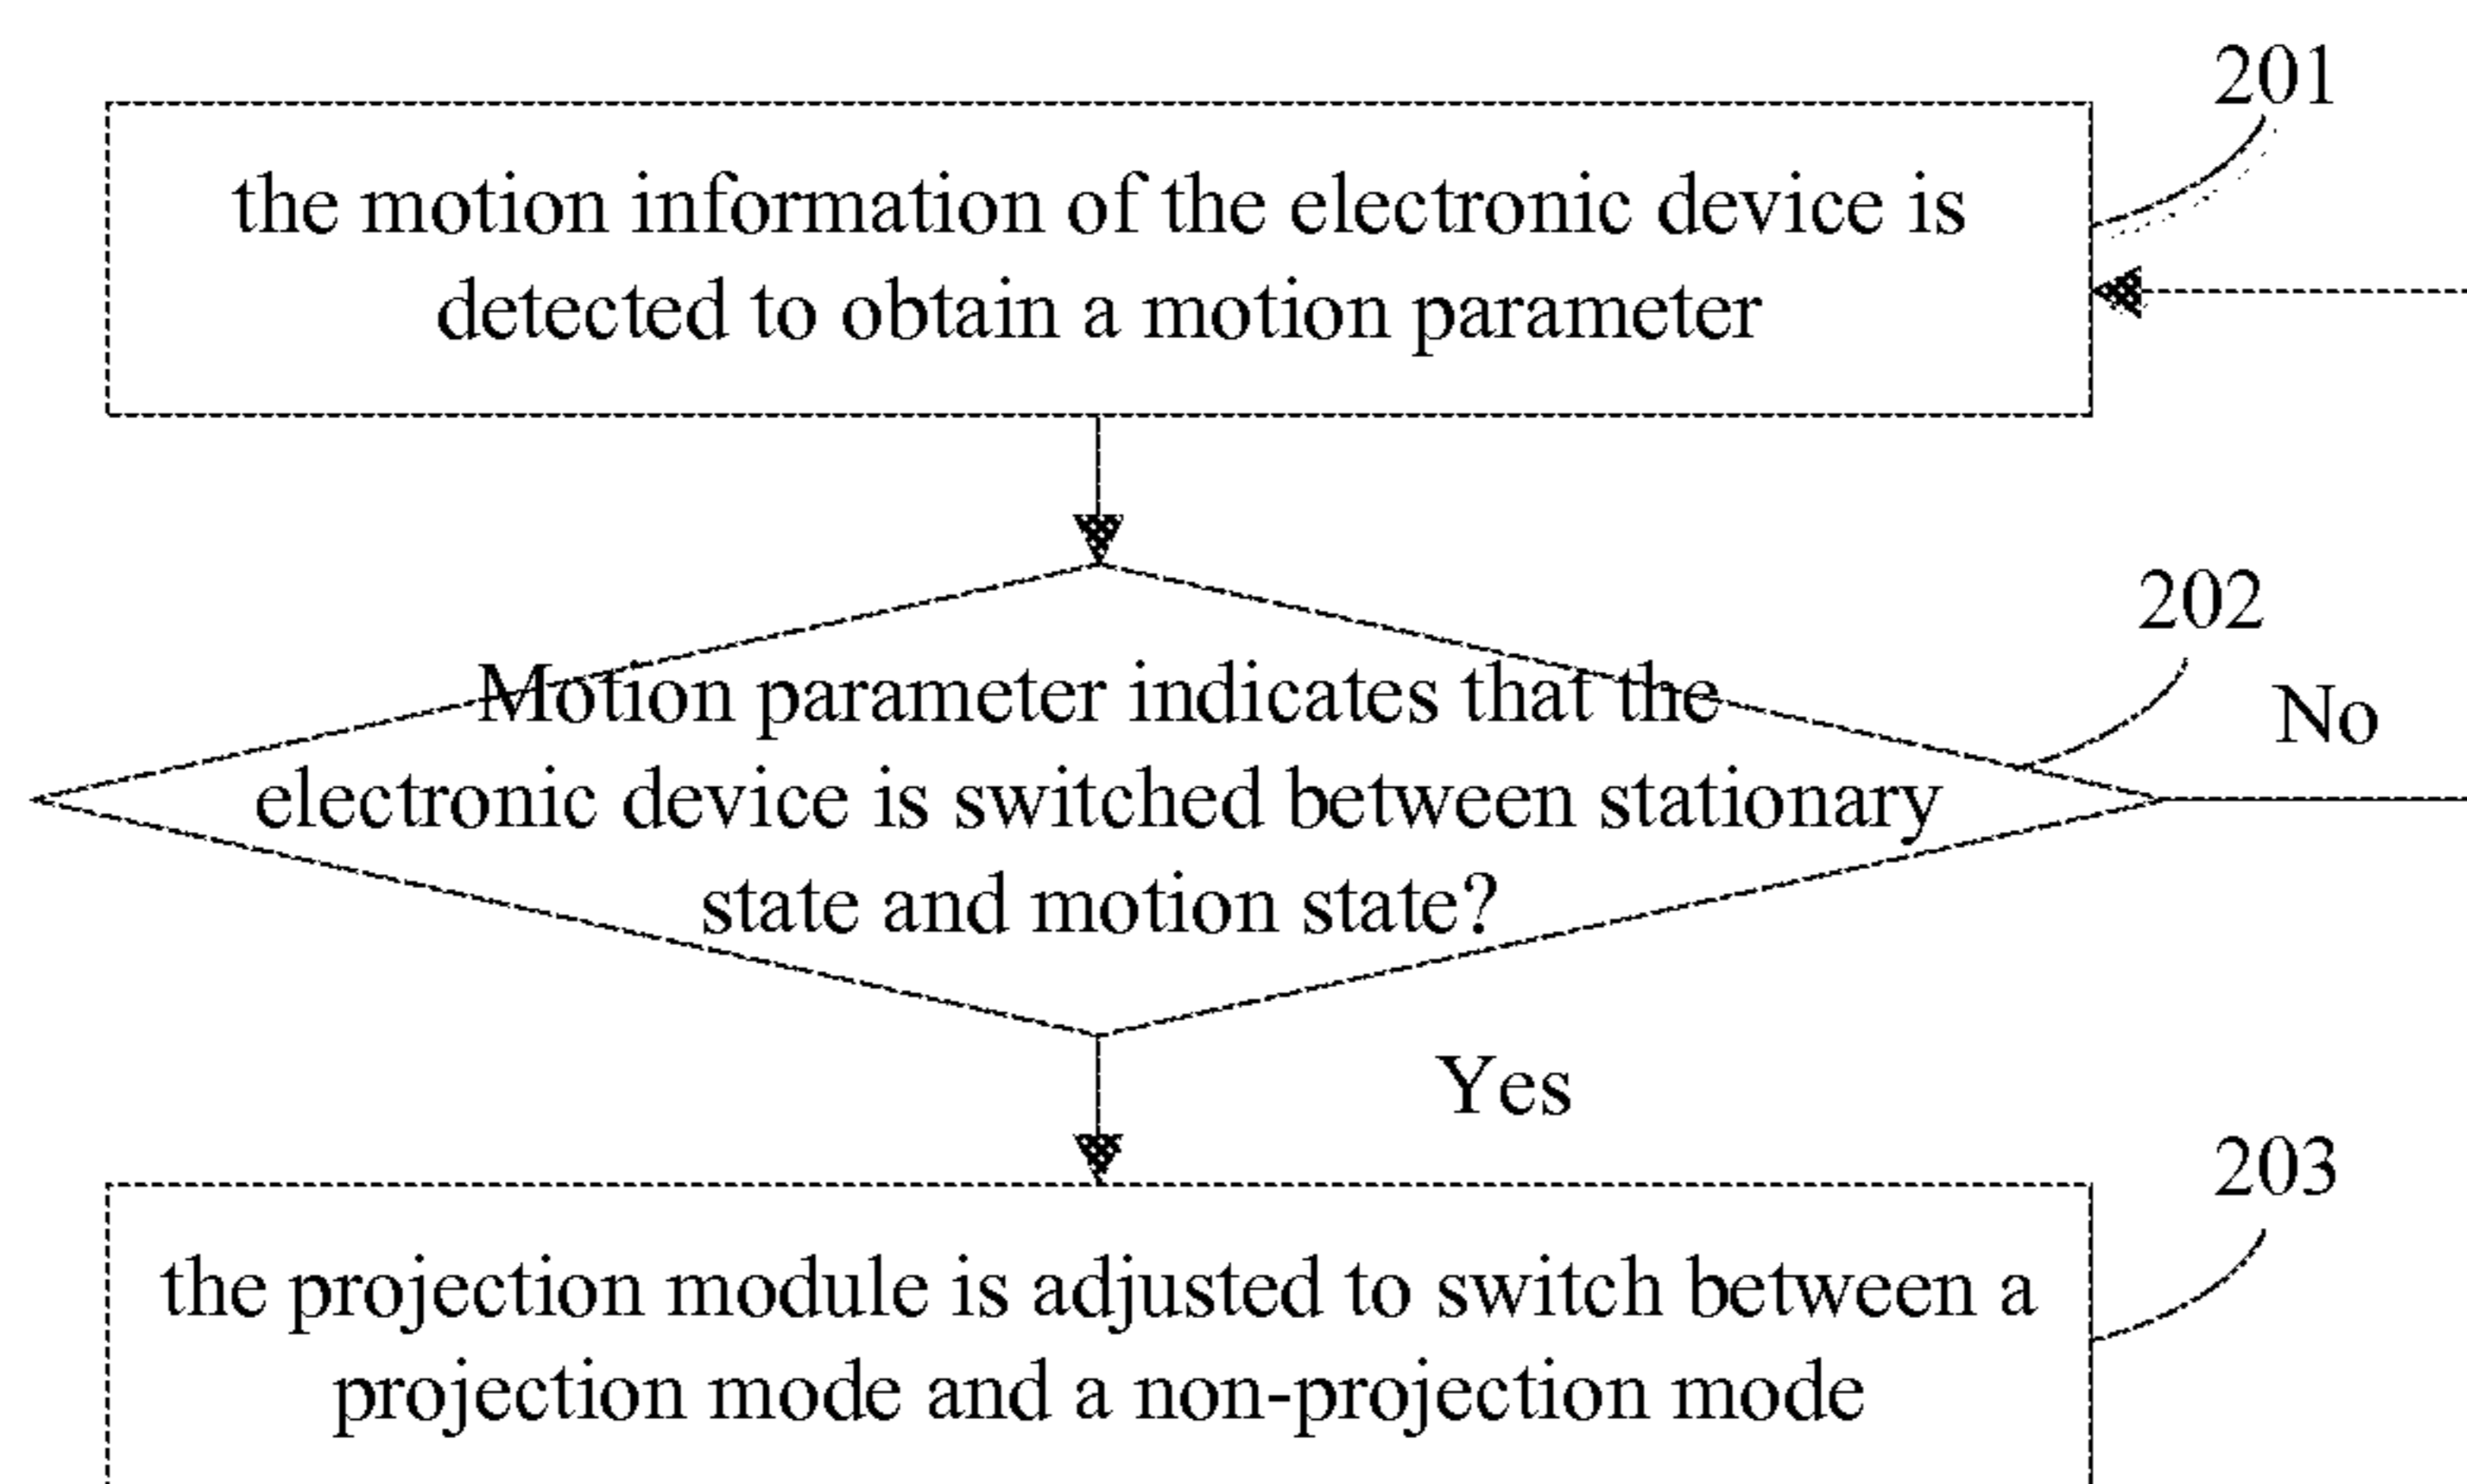 201
the motion information of the electronic device is
detected to obtain a motion parameter
202
No
Motion parameter indicates that the
electronic device is switched between stationary
state and motion state?
Yes
203
the projection module is adjusted to switch between a
projection mode and a non-projection mode